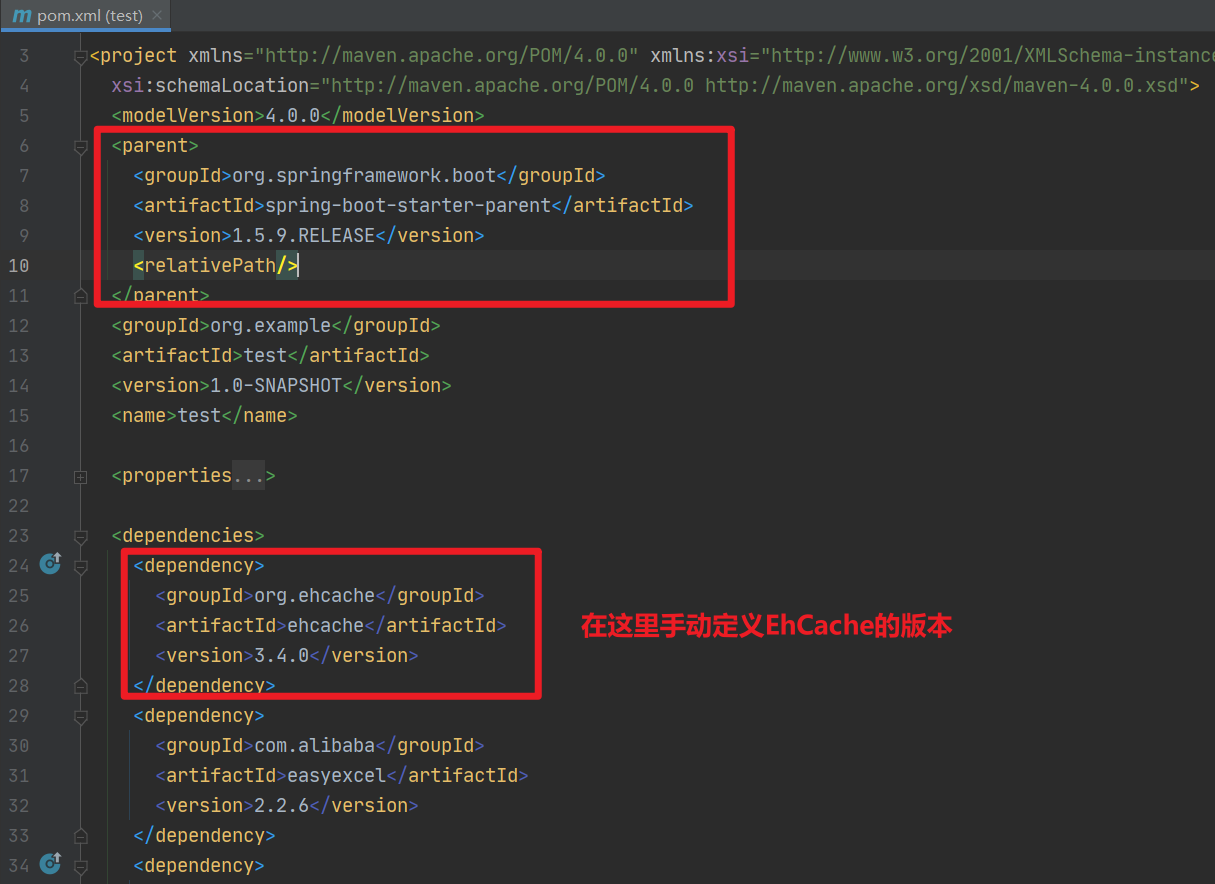 m pom.xml (test) ×
3 <project xmlns="http://maven.apache.org/POM/4.0.0" xmlns:xsi="http://www.w3.org/2001/XMLSchema-instance
4 xsi:schemaLocation="http://maven.apache.org/POM/4.0.0 http://maven.apache.org/xsd/maven-4.0.0.xsd">
5 <modelVersion>4.0.0</modelVersion>
6 <parent>
7 <groupId>org.springframework.boot</groupId>
8 <artifactId>spring-boot-starter-parent</artifactId>
9 <version>1.5.9.RELEASE</version>
10 <relativePath/>
11 </parent>
12 <groupId>org.example</groupId>
13 <artifactId>test</artifactId>
14 <version>1.0-SNAPSHOT</version>
15 <name>test</name>
16
17 <properties...>
22
23 <dependencies>
24 <dependency>
25 <groupId>org.ehcache</groupId>
26 <artifactId>ehcache</artifactId> 在这里手动定义EhCache的版本
27 <version>3.4.0</version>
28 </dependency>
29 <dependency>
30 <groupId>com.alibaba</groupId>
31 <artifactId>easyexcel</artifactId>
32 <version>2.2.6</version>
33 </dependency>
34 <dependency>